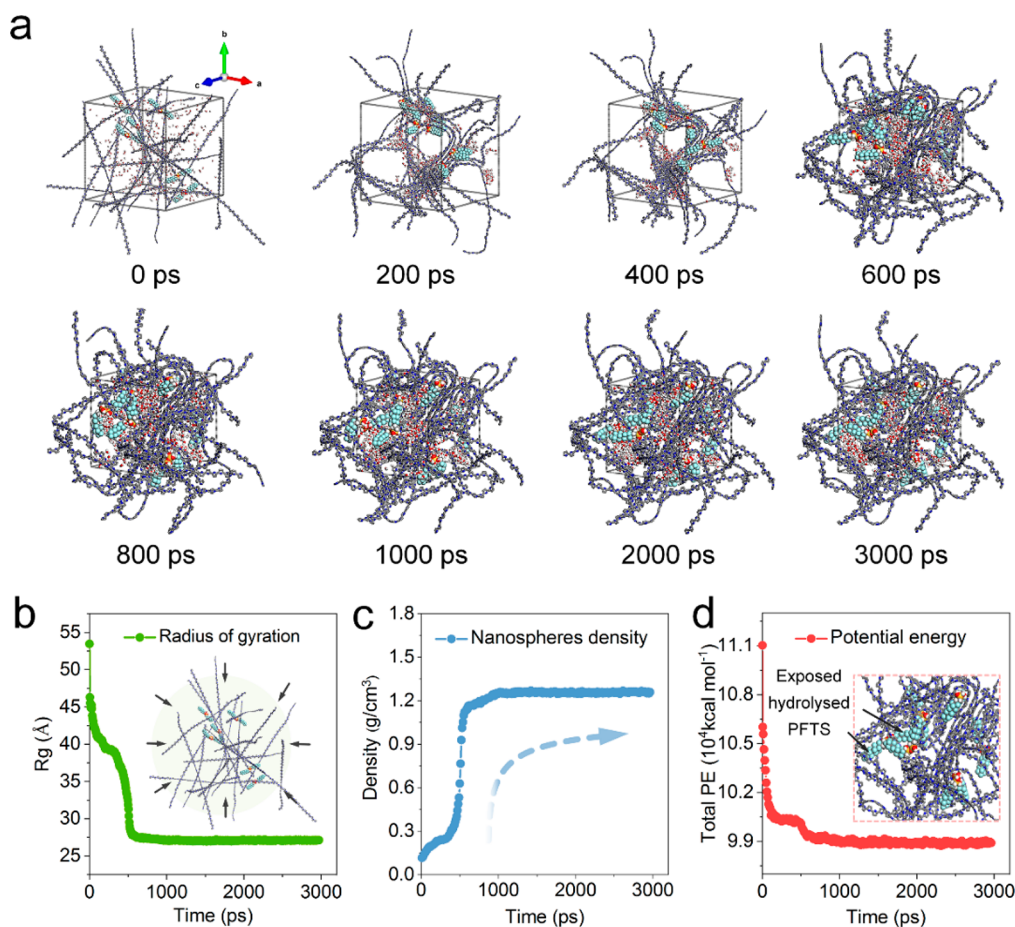 a
b
c
a
0 ps
200 ps
400 ps
600 ps
800 ps
1000 ps
2000 ps
3000 ps
b
Radius of gyration
Rg (Å)
55
50
45
40
35
30
25
0
1000
2000
3000
Time (ps)
c
Nanospheres density
Density (g/cm³)
1.8
1.5
1.2
0.9
0.6
0.3
0.0
0
1000
2000
3000
Time (ps)
d
Potential energy
Exposed
hydrolysed
PFTS
Total PE (10⁴kcal mol⁻¹)
11.1
10.8
10.5
10.2
9.9
0
1000
2000
3000
Time (ps)